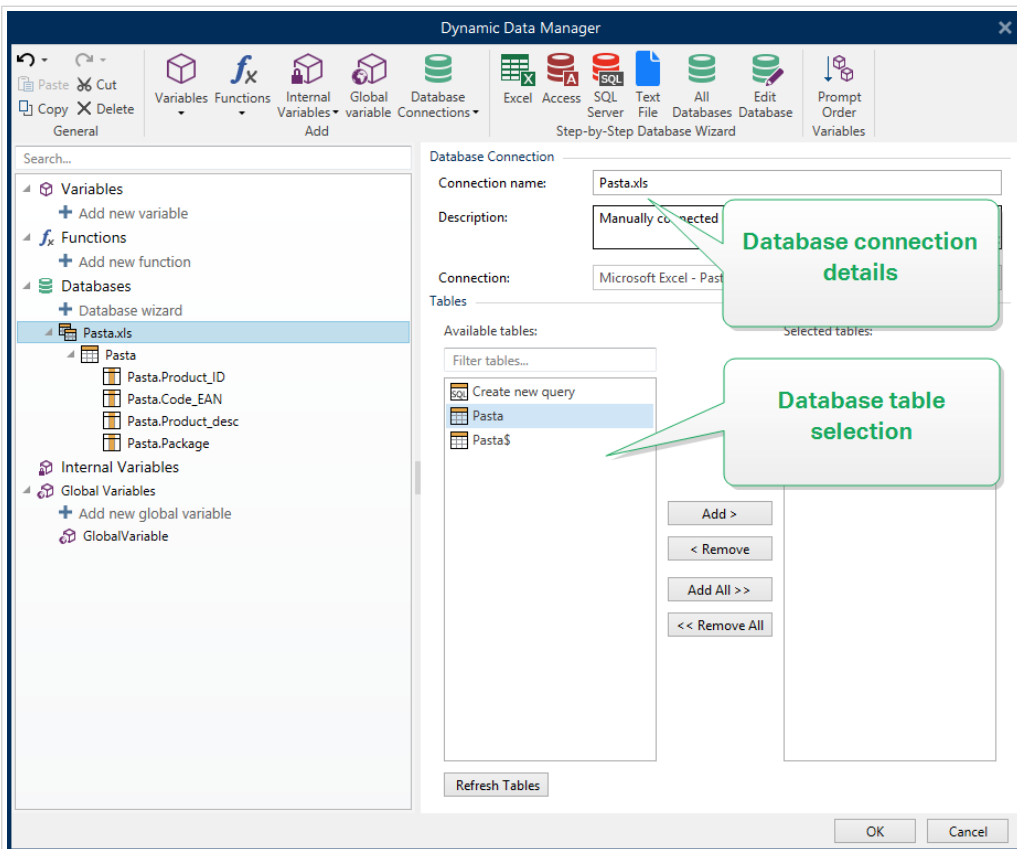 Dynamic Data Manager
Paste Cut
Copy Delete
General
Variables Functions Internal Variables Global variable Database Connections
Add
Excel Access SQL Server Text File All Databases Edit Database
Step-by-Step Database Wizard
Prompt Order
Variables
Search...
Variables
Add new variable
Functions
Add new function
Databases
Database wizard
Pasta.xls
Pasta
Pasta.Product_ID
Pasta.Code_EAN
Pasta.Product_desc
Pasta.Package
Internal Variables
Global Variables
Add new global variable
GlobalVariable
Database Connection
Connection name: Pasta.xls
Description: Manually connected
Connection: Microsoft Excel - Past
Database connection
details
Tables
Available tables:
Selected tables:
Filter tables...
SQL Create new query
Pasta
Pasta$
Database table
selection
Add >
< Remove
Add All >>
<< Remove All
Refresh Tables
OK Cancel